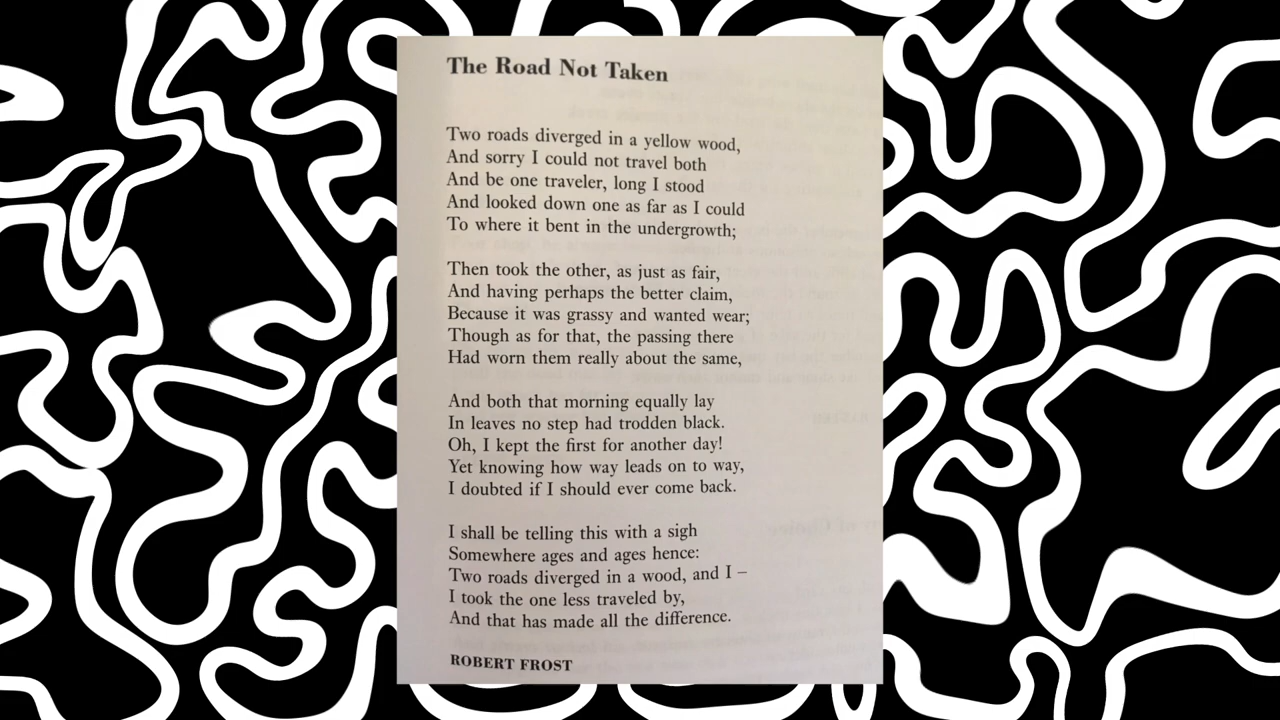 The Road Not Taken
Two roads diverged in a yellow wood,
And sorry I could not travel both
And be one traveler, long I stood
And looked down one as far as I could
To where it bent in the undergrowth;
Then took the other, as just as fair,
And having perhaps the better claim,
Because it was grassy and wanted wear;
Though as for that, the passing there
Had worn them really about the same,
And both that morning equally lay
In leaves no step had trodden black.
Oh, I kept the first for another day!
Yet knowing how way leads on to way,
I doubted if I should ever come back.
I shall be telling this with a sigh
Somewhere ages and ages hence:
Two roads diverged in a wood, and I –
I took the one less traveled by,
And that has made all the difference.
ROBERT FROST